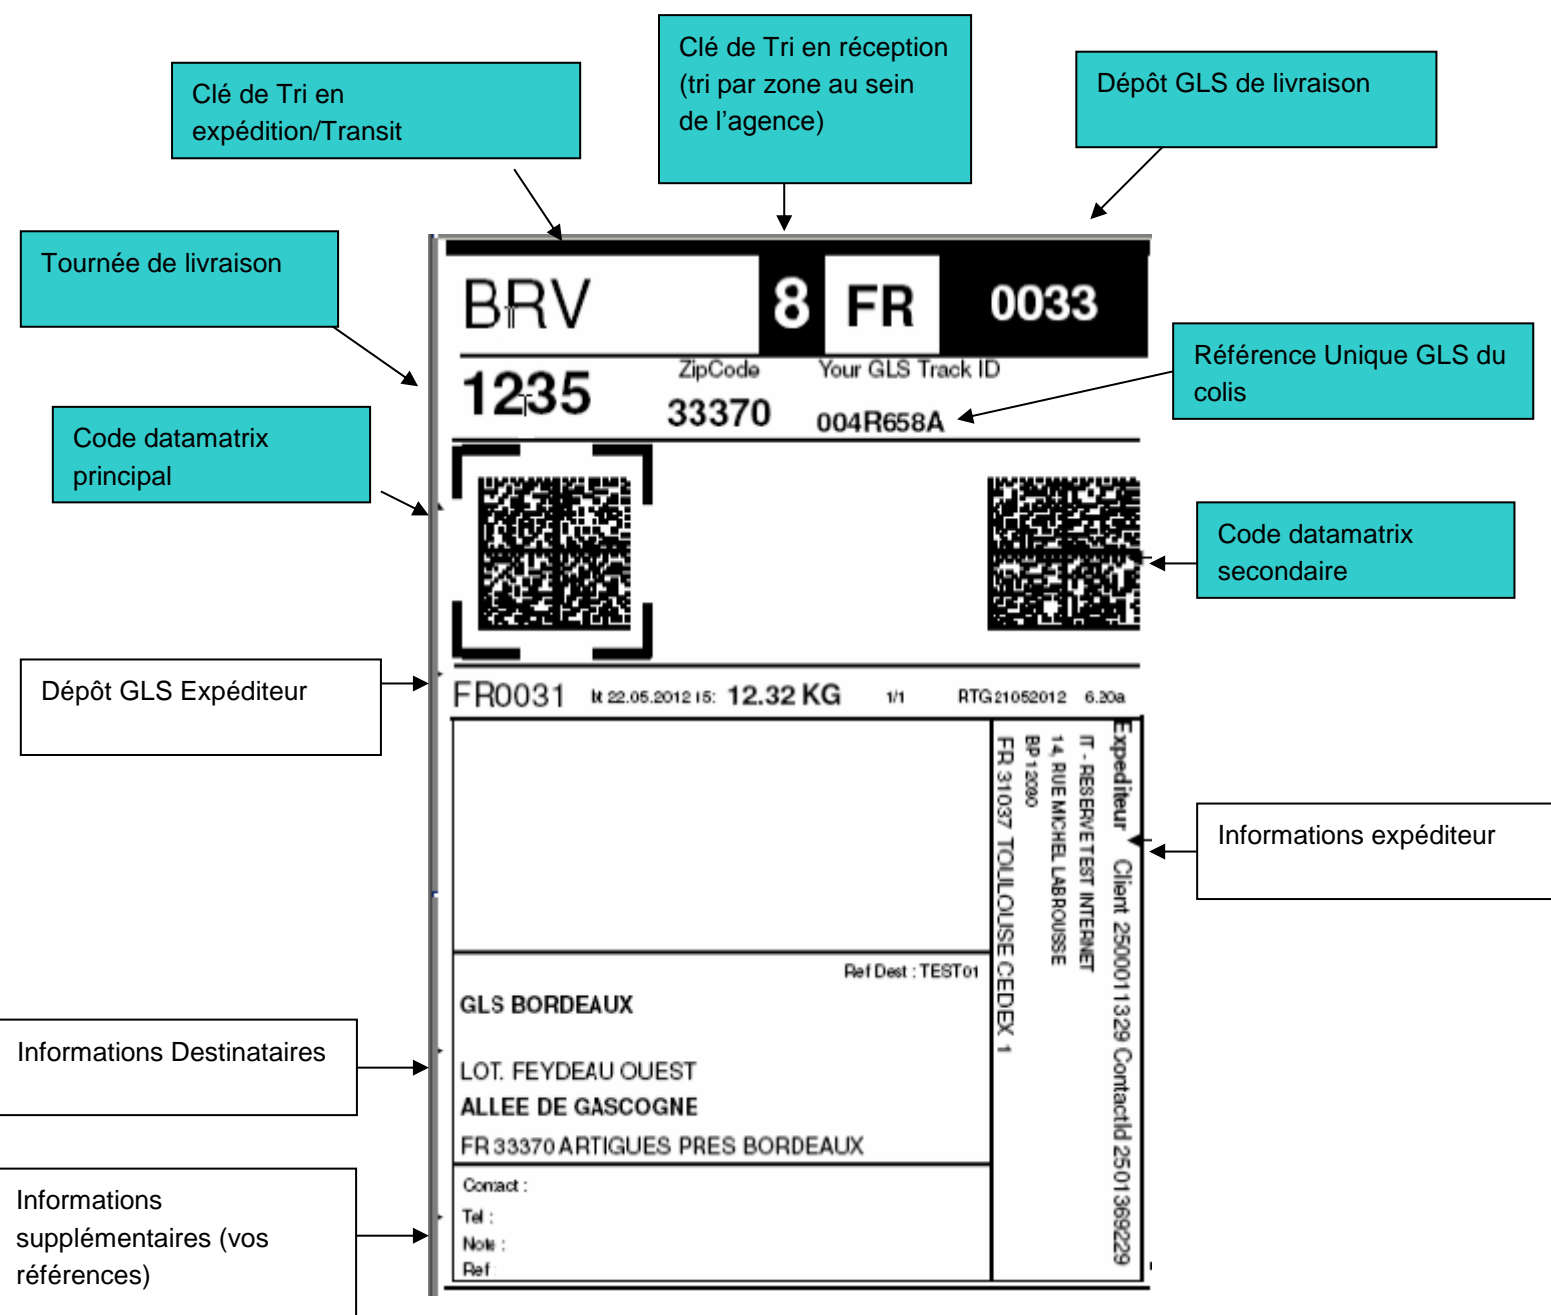 Clé de Tri en réception
(tri par zone au sein
de l'agence)
Clé de Tri en
expédition/Transit
Dépôt GLS de livraison
Tournée de livraison
BRV
8
FR
0033
Référence Unique GLS du
colis
1235
ZipCode
33370
Your GLS Track ID
004R658A
Code datamatrix
principal
Code datamatrix
secondaire
Dépôt GLS Expéditeur
FR0031
22.05.2012 15:
12.32 KG
1/1
RTG21052012
6.20a
Expediteur Client 2500011329 ContactId 2501369229
IT - RESERVE TEST INTERNET
14, RUE MICHEL LABROUSSE
BP 12090
FR 31037 TOULOUSE CEDEX 1
Informations expéditeur
Ref Dest : TEST01
GLS BORDEAUX
LOT. FEYDEAU OUEST
ALLEE DE GASCOGNE
FR 33370 ARTIGUES PRES BORDEAUX
Informations Destinataires
Informations
supplémentaires (vos
références)
Contact :
Tel :
Note :
Ref